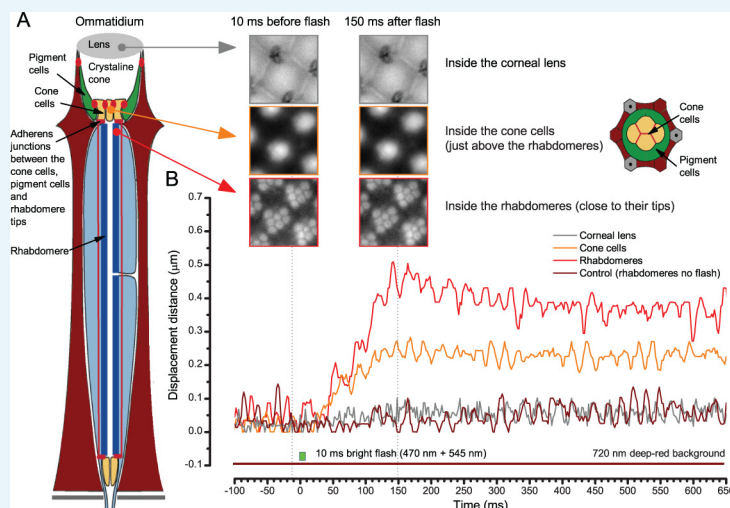 A
Ommatidium
10 ms before flash
150 ms after flash
Lens
Crystaline
cone
Pigment
cells
Cone
cells
Adherens
junctions
between the
cone cells,
pigment cells
and
rhabdomere
tips
Rhabdomere
Inside the corneal lens
Inside the cone cells
(just above the rhabdomeres)
Cone
cells
Pigment
cells
Inside the rhabdomeres (close to their tips)
B
Corneal lens
Cone cells
Rhabdomeres
Control (rhabdomeres no flash)
Displacement distance (µm)
0.7
0.6
0.5
0.4
0.3
0.2
0.1
0.0
-0.1
10 ms bright flash (470 nm + 545 nm)
720 nm deep-red background
-100 -50 0 50 100 150 200 250 300 350 400 450 500 550 600 650
Time (ms)